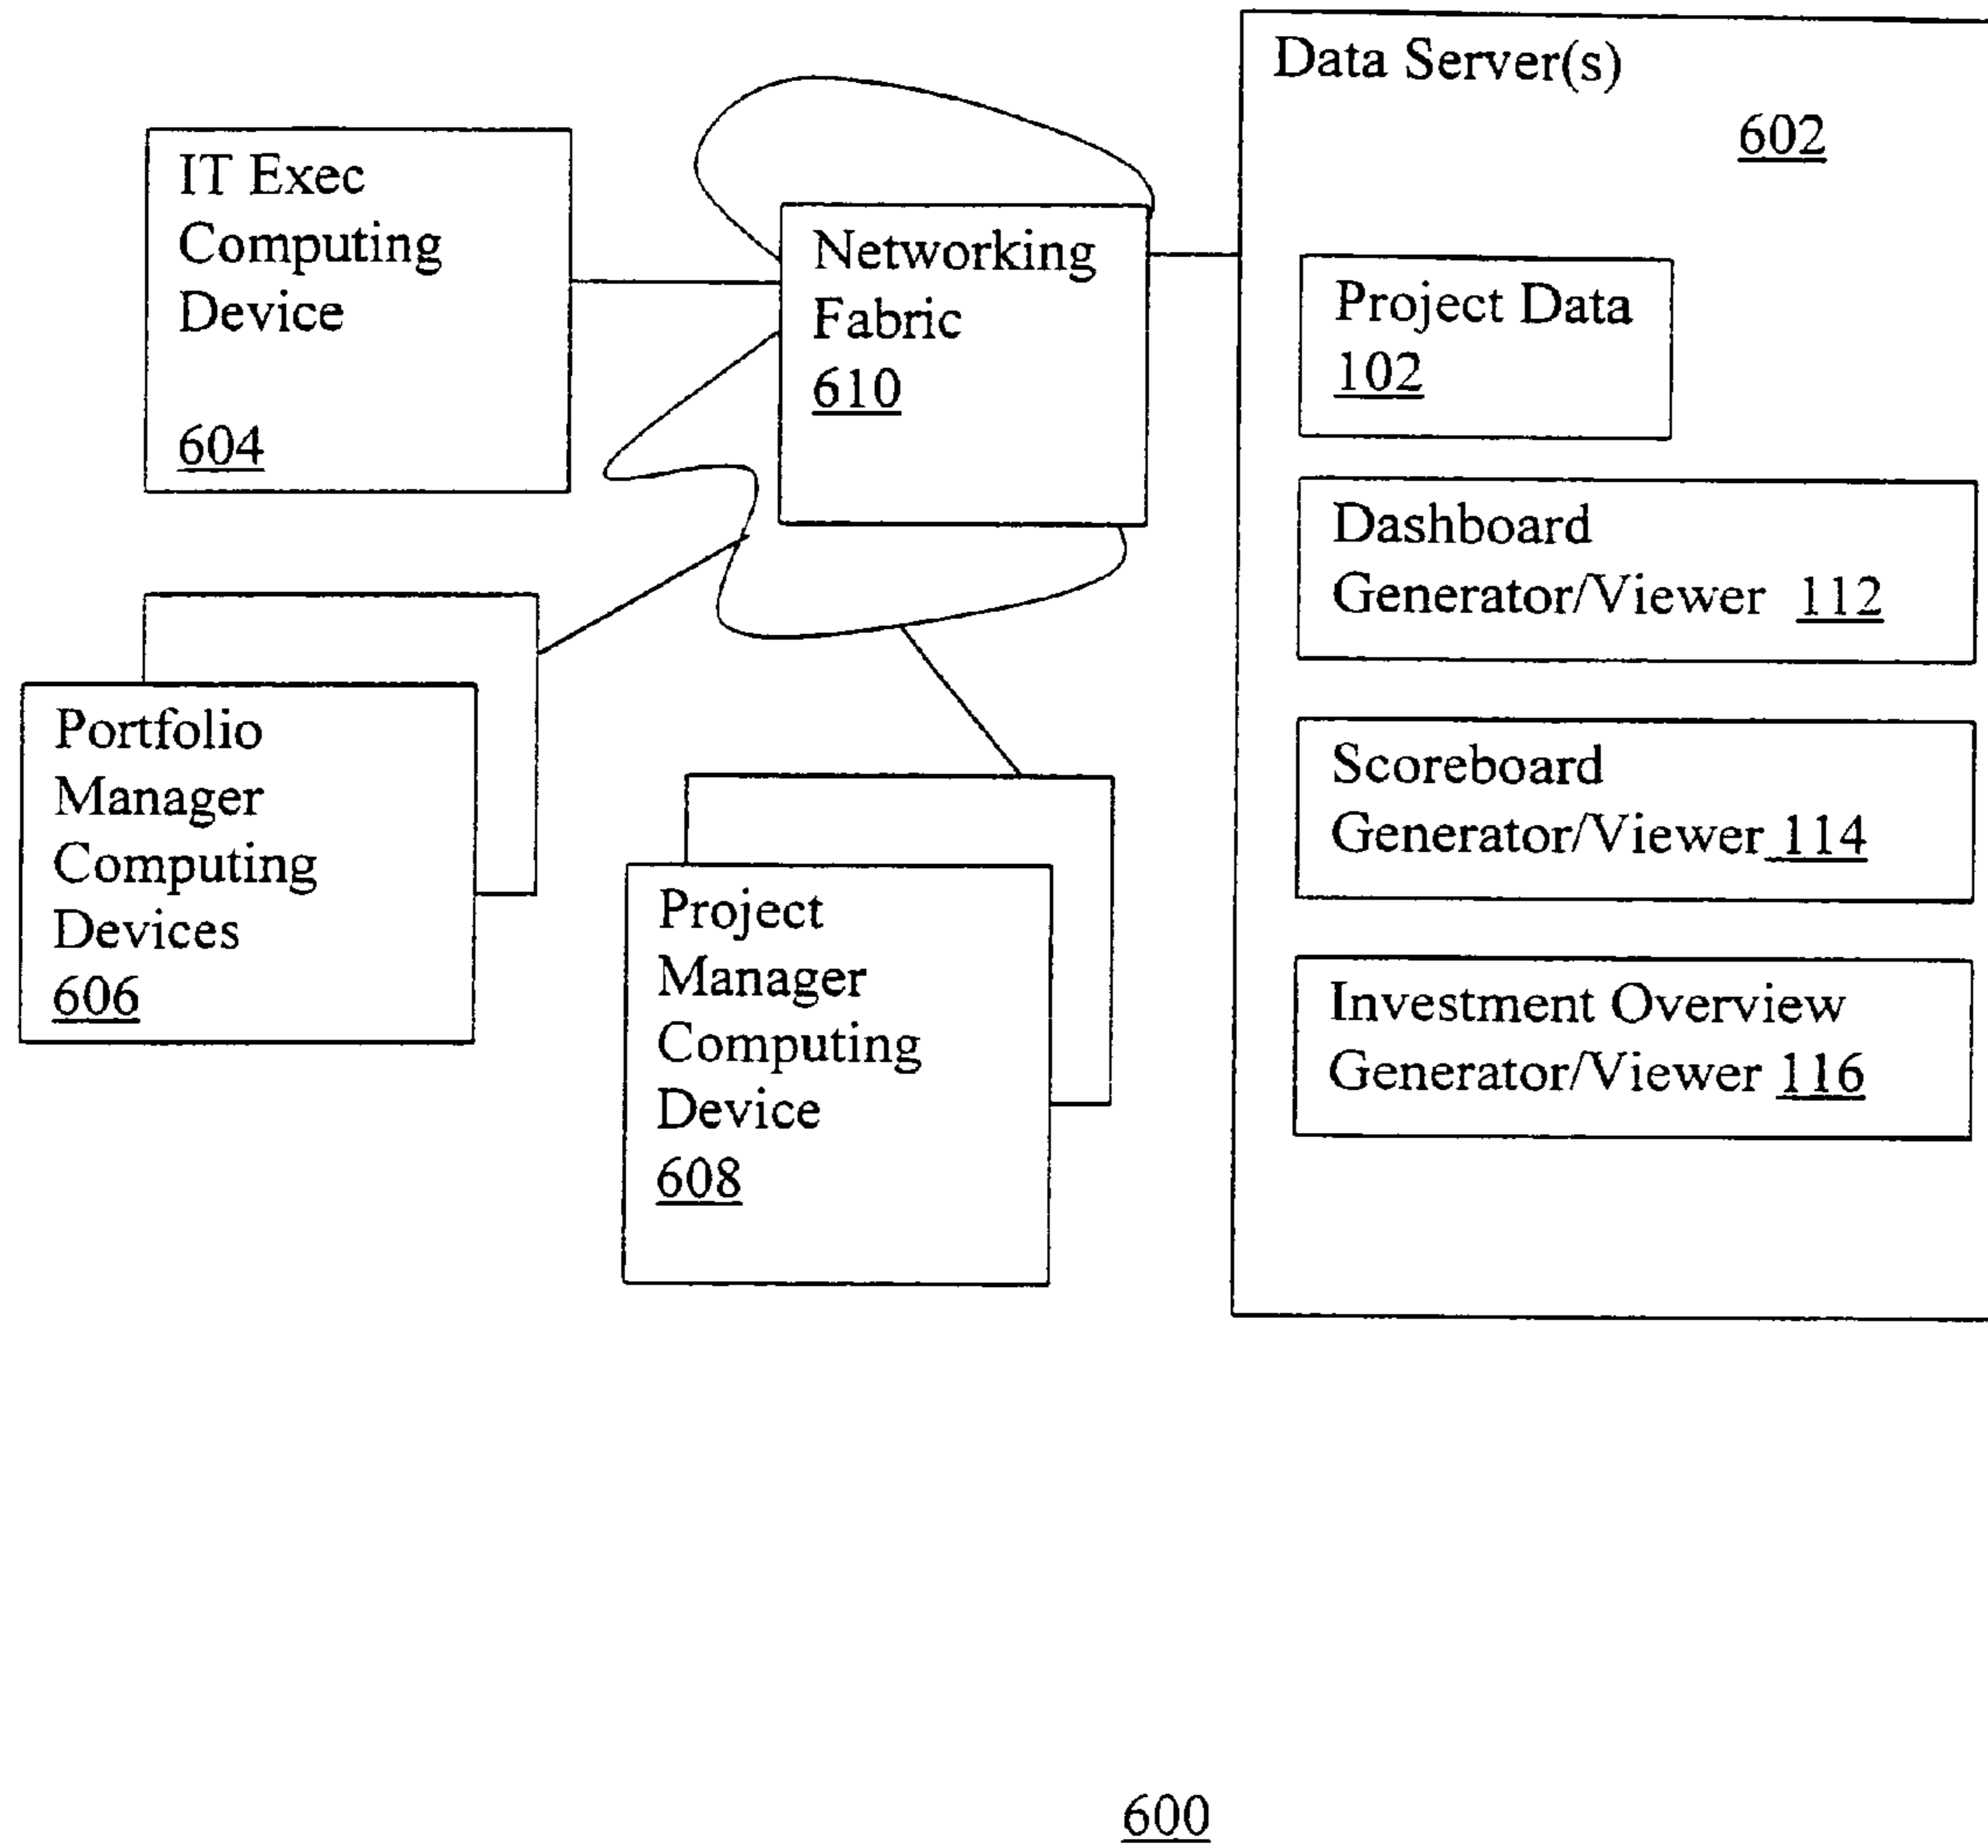 Data Server(s)
602
IT Exec
Computing
Device
604
Networking
Fabric
610
Project Data
102
Dashboard
Generator/Viewer 112
Scoreboard
Generator/Viewer 114
Investment Overview
Generator/Viewer 116
Portfolio
Manager
Computing
Devices
606
Project
Manager
Computing
Device
608
600